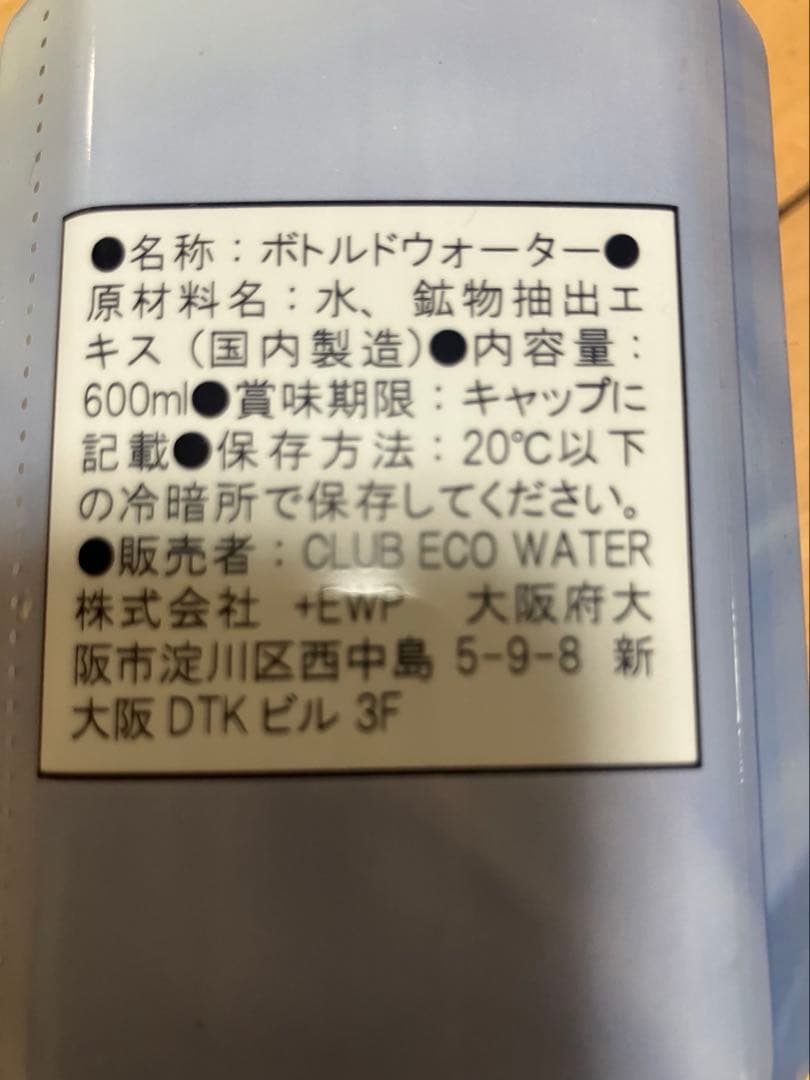 ●名称：ボトルドウォーター●
原材料名：水、鉱物抽出エ
キス（国内製造）●内容量：
600ml●賞味期限：キャップに
記載●保存方法：20℃以下
の冷暗所で保存してください。
●販売者：CLUB ECO WATER
株式会社 +EWP 大阪府大
阪市淀川区西中島 5-9-8 新
大阪 DTK ビル 3F